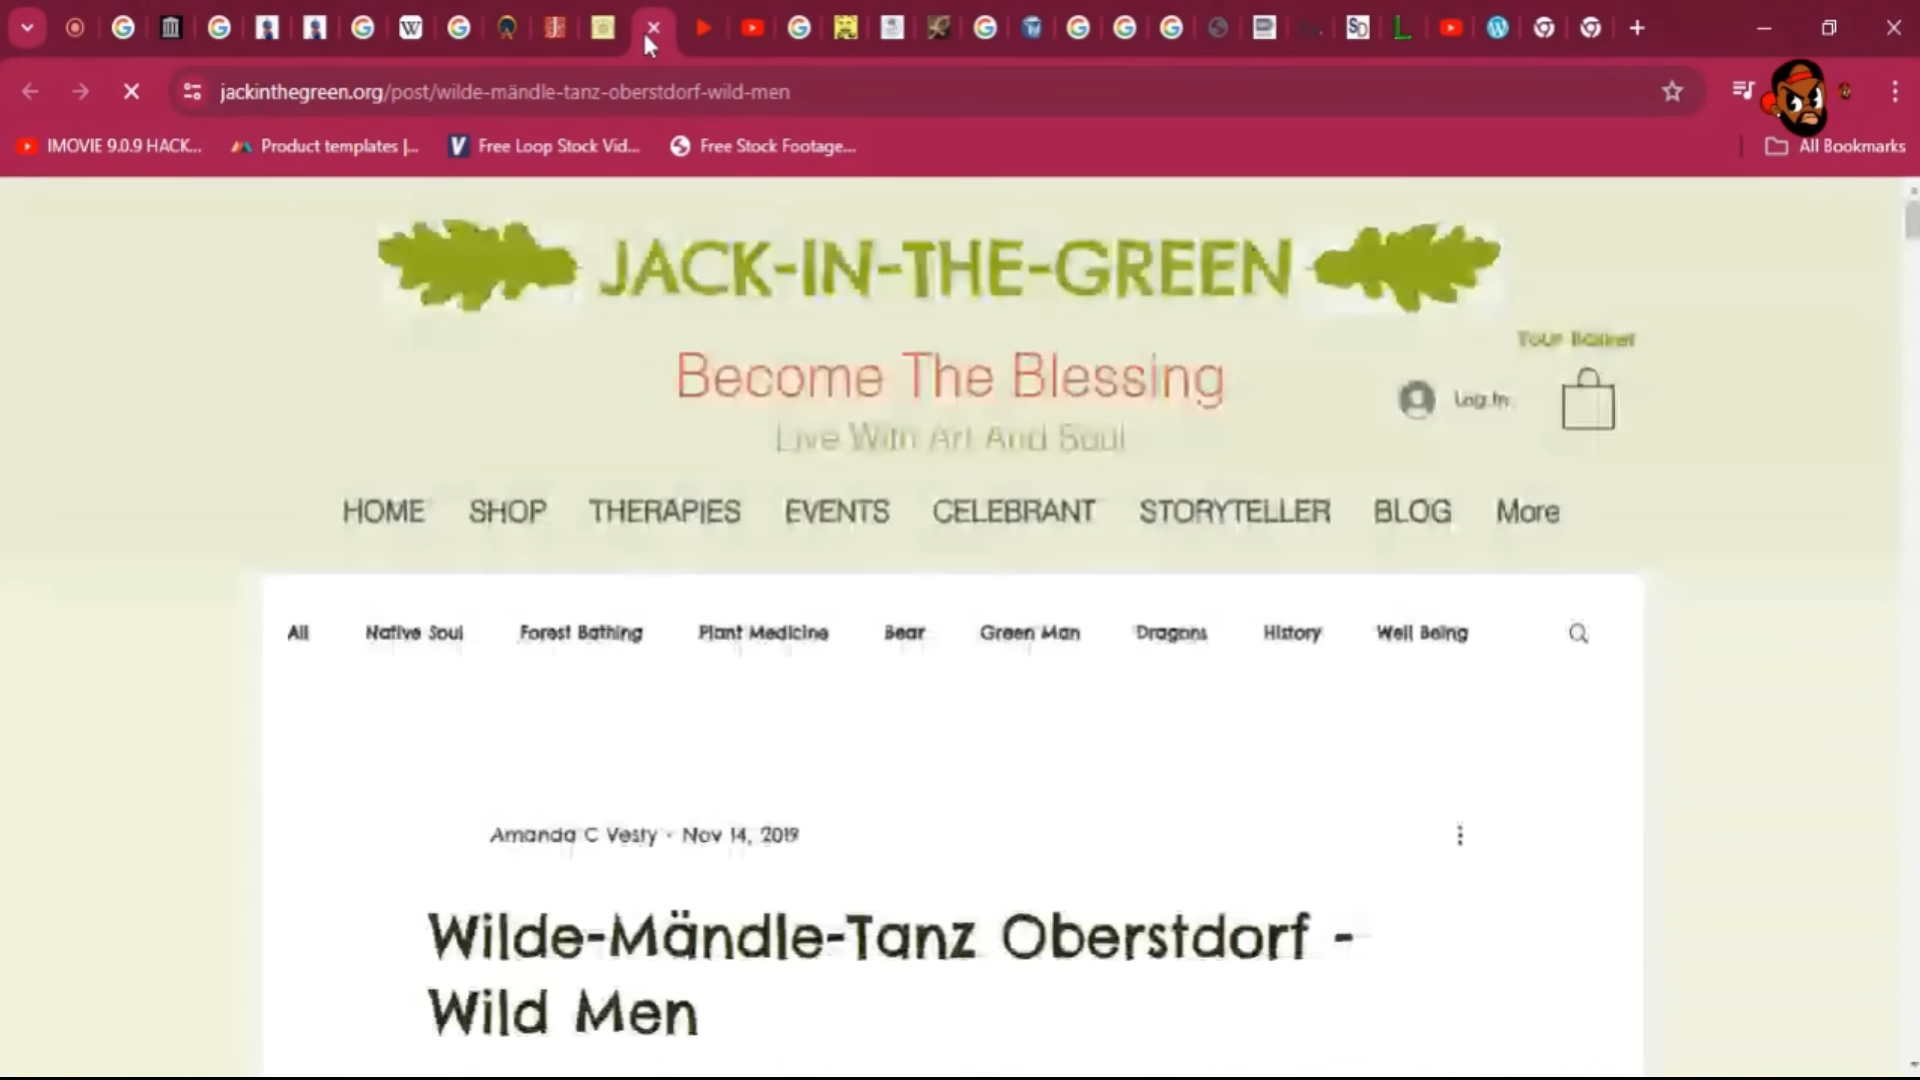 jackinthegreen.org/post/wilde-mändle-tanz-oberstdorf-wild-men
IMOVIE 9.0.9 HACK...
Product templates |...
Free Loop Stock Vid...
Free Stock Footage...
All Bookmarks
JACK-IN-THE-GREEN
Your Basket
Become The Blessing
Log In
Live With Art And Soul
HOME SHOP THERAPIES EVENTS CELEBRANT STORYTELLER BLOG More
All Native Soul Forest Bathing Plant Medicine Bear Green Man Dragons History Well Being
Amanda C Vesty · Nov 14, 2019
Wilde-Mändle-Tanz Oberstdorf -
Wild Men